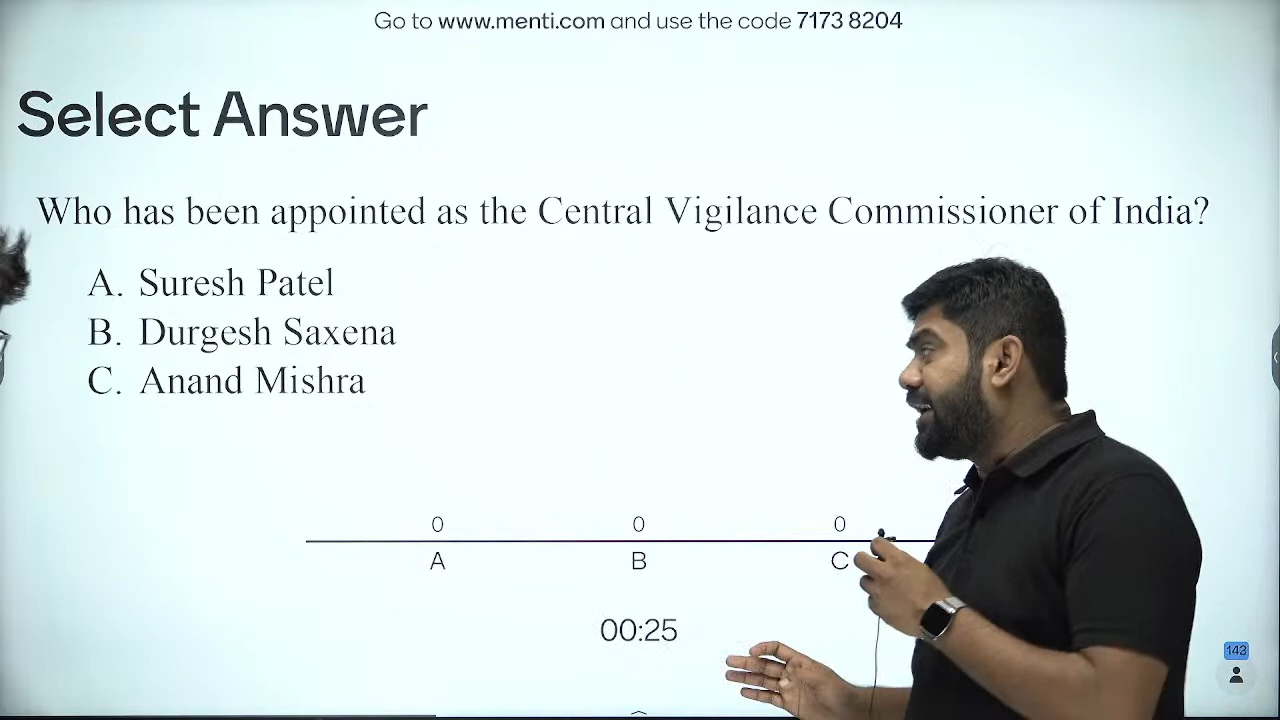 Go to www.menti.com and use the code 7173 8204
Select Answer
Who has been appointed as the Central Vigilance Commissioner of India?
A. Suresh Patel
B. Durgesh Saxena
C. Anand Mishra
0 0 0
A B C
00:25
143